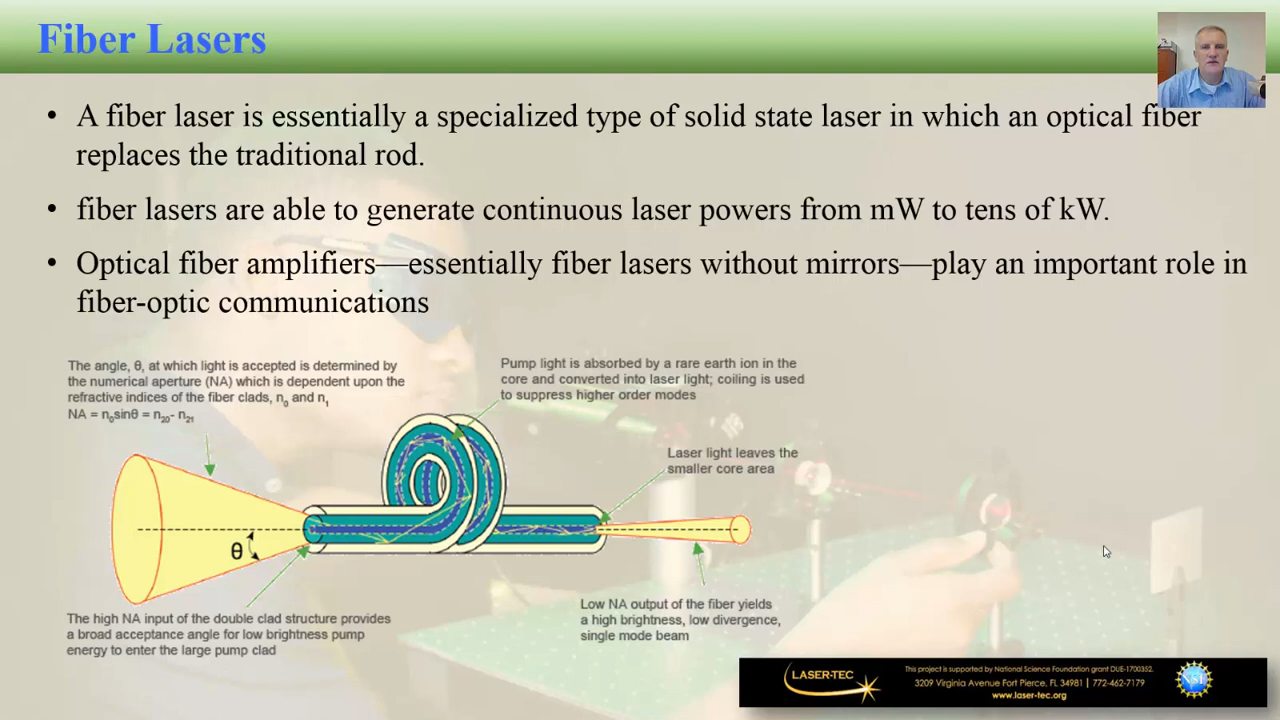 Fiber Lasers
• A fiber laser is essentially a specialized type of solid state laser in which an optical fiber
replaces the traditional rod.
• fiber lasers are able to generate continuous laser powers from mW to tens of kW.
• Optical fiber amplifiers—essentially fiber lasers without mirrors—play an important role in
fiber-optic communications
The angle, θ, at which light is accepted is determined by
the numerical aperture (NA) which is dependent upon the
refractive indices of the fiber clads, n0 and n1
NA = n0sinθ = n20- n21
Pump light is absorbed by a rare earth ion in the
core and converted into laser light; coiling is used
to suppress higher order modes
Laser light leaves the
smaller core area
θ
The high NA input of the double clad structure provides
a broad acceptance angle for low brightness pump
energy to enter the large pump clad
Low NA output of the fiber yields
a high brightness, low divergence,
single mode beam
LASER-TEC
This project is supported by National Science Foundation grant DUE-1700352.
3209 Virginia Avenue Fort Pierce, FL 34981 | 772-462-7179
www.laser-tec.org
NSF